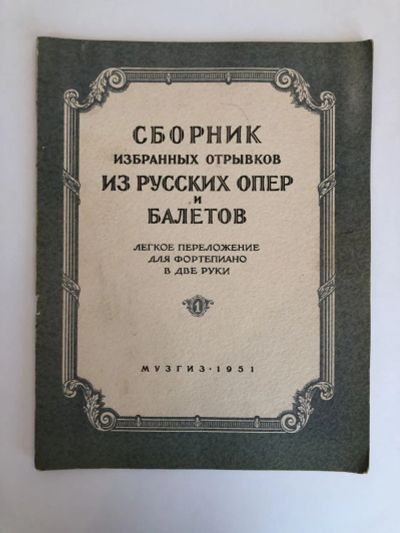 СБОРНИК
ИЗБРАННЫХ ОТРЫВКОВ
ИЗ РУССКИХ ОПЕР
И
БАЛЕТОВ
ЛЕГКОЕ ПЕРЕЛОЖЕНИЕ
ДЛЯ ФОРТЕПИАНО
В ДВЕ РУКИ
1
МУЗГИЗ · 1951